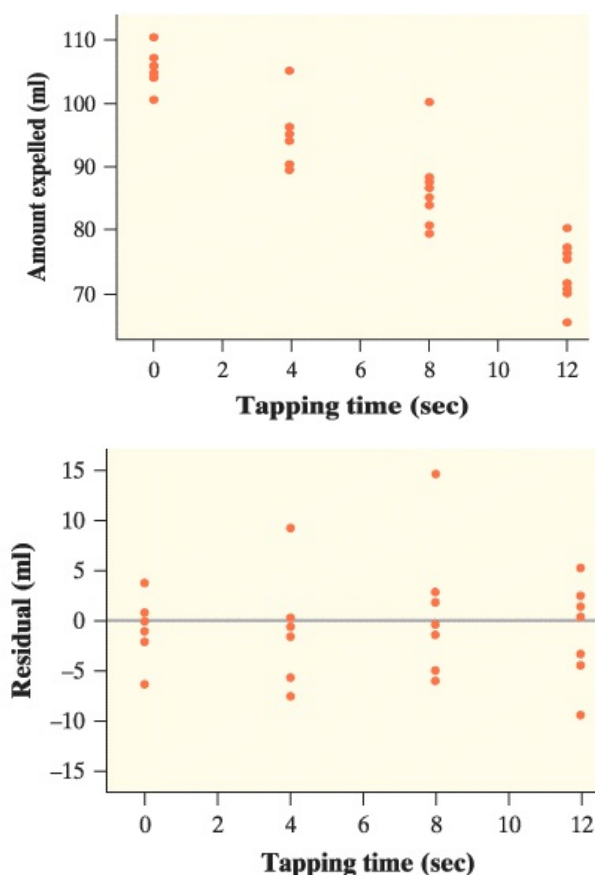 110
100
90
80
70
Amount expelled (ml)
0 2 4 6 8 10 12
Tapping time (sec)
15
10
5
0
–5
–10
–15
Residual (ml)
0 2 4 6 8 10 12
Tapping time (sec)